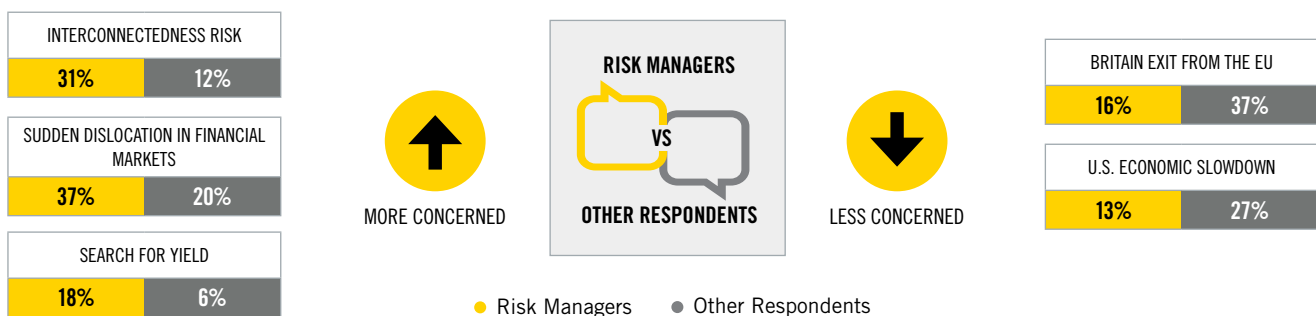 INTERCONNECTEDNESS RISK
31% 12%
SUDDEN DISLOCATION IN FINANCIAL
MARKETS
37% 20%
SEARCH FOR YIELD
18% 6%
MORE CONCERNED
RISK MANAGERS
VS
OTHER RESPONDENTS
LESS CONCERNED
BRITAIN EXIT FROM THE EU
16% 37%
U.S. ECONOMIC SLOWDOWN
13% 27%
Risk Managers Other Respondents